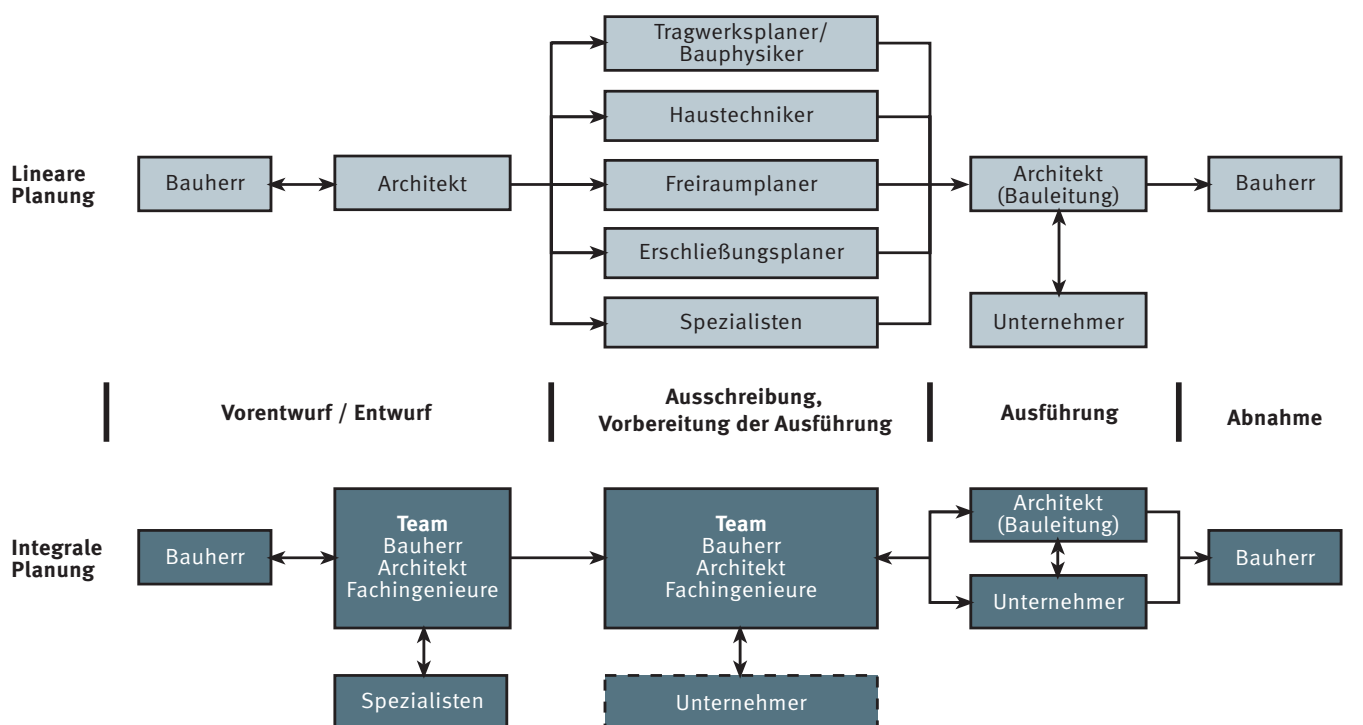 Tragwerksplaner/
Bauphysiker
Haustechniker
Lineare
Planung
Bauherr
Architekt
Freiraumplaner
Architekt
(Bauleitung)
Bauherr
Erschließungsplaner
Spezialisten
Unternehmer
Vorentwurf / Entwurf
Ausschreibung,
Vorbereitung der Ausführung
Ausführung
Abnahme
Integrale
Planung
Bauherr
Team
Bauherr
Architekt
Fachingenieure
Team
Bauherr
Architekt
Fachingenieure
Architekt
(Bauleitung)
Unternehmer
Bauherr
Spezialisten
Unternehmer